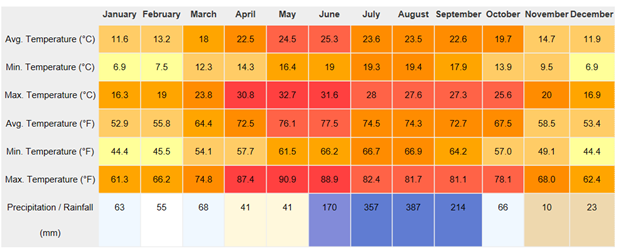 January February March April May June July August September October November December
Avg. Temperature (°C) 11.6 13.2 18 22.5 24.5 25.3 23.6 23.5 22.6 19.7 14.7 11.9
Min. Temperature (°C) 6.9 7.5 12.3 14.3 16.4 19 19.3 19.4 17.9 13.9 9.5 6.9
Max. Temperature (°C) 16.3 19 23.8 30.8 32.7 31.6 28 27.6 27.3 25.6 20 16.9
Avg. Temperature (°F) 52.9 55.8 64.4 72.5 76.1 77.5 74.5 74.3 72.7 67.5 58.5 53.4
Min. Temperature (°F) 44.4 45.5 54.1 57.7 61.5 66.2 66.7 66.9 64.2 57.0 49.1 44.4
Max. Temperature (°F) 61.3 66.2 74.8 87.4 90.9 88.9 82.4 81.7 81.1 78.1 68.0 62.4
Precipitation / Rainfall 63 55 68 41 41 170 357 387 214 66 10 23
(mm)